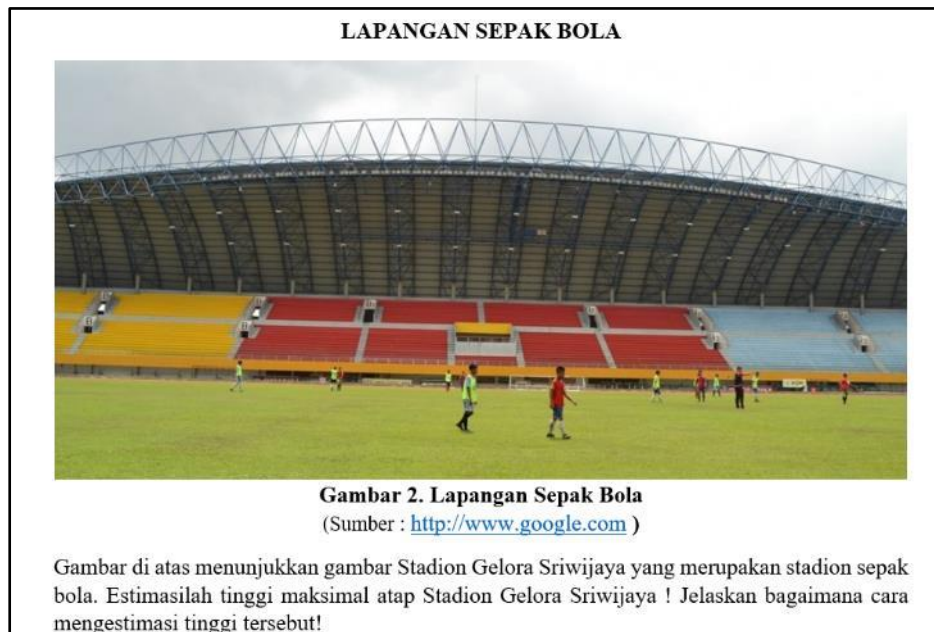 LAPANGAN SEPAK BOLA
Gambar 2. Lapangan Sepak Bola
(Sumber : http://www.google.com )
Gambar di atas menunjukkan gambar Stadion Gelora Sriwijaya yang merupakan stadion sepak
bola. Estimasilah tinggi maksimal atap Stadion Gelora Sriwijaya ! Jelaskan bagaimana cara
mengestimasi tinggi tersebut!